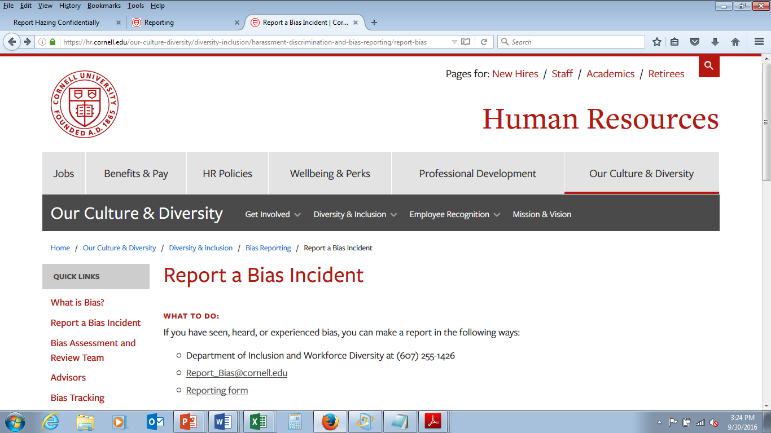 File Edit View History Bookmarks Tools Help
Report Hazing Confidentially
Reporting
Report a Bias Incident | Cor...
https://hr.cornell.edu/our-culture-diversity/diversity-inclusion/harassment-discrimination-and-bias-reporting/report-bias
Search
CORNELL UNIVERSITY
FOUNDED A.D. 1865
Pages for: New Hires / Staff / Academics / Retirees
Human Resources
Jobs
Benefits & Pay
HR Policies
Wellbeing & Perks
Professional Development
Our Culture & Diversity
Our Culture & Diversity
Get Involved
Diversity & Inclusion
Employee Recognition
Mission & Vision
Home / Our Culture & Diversity / Diversity & Inclusion / Bias Reporting / Report a Bias Incident
QUICK LINKS
What is Bias?
Report a Bias Incident
Bias Assessment and
Review Team
Advisors
Bias Tracking
Report a Bias Incident
WHAT TO DO:
If you have seen, heard, or experienced bias, you can make a report in the following ways:
Department of Inclusion and Workforce Diversity at (607) 255-1426
Report_Bias@cornell.edu
Reporting form
3:24 PM
9/30/2016